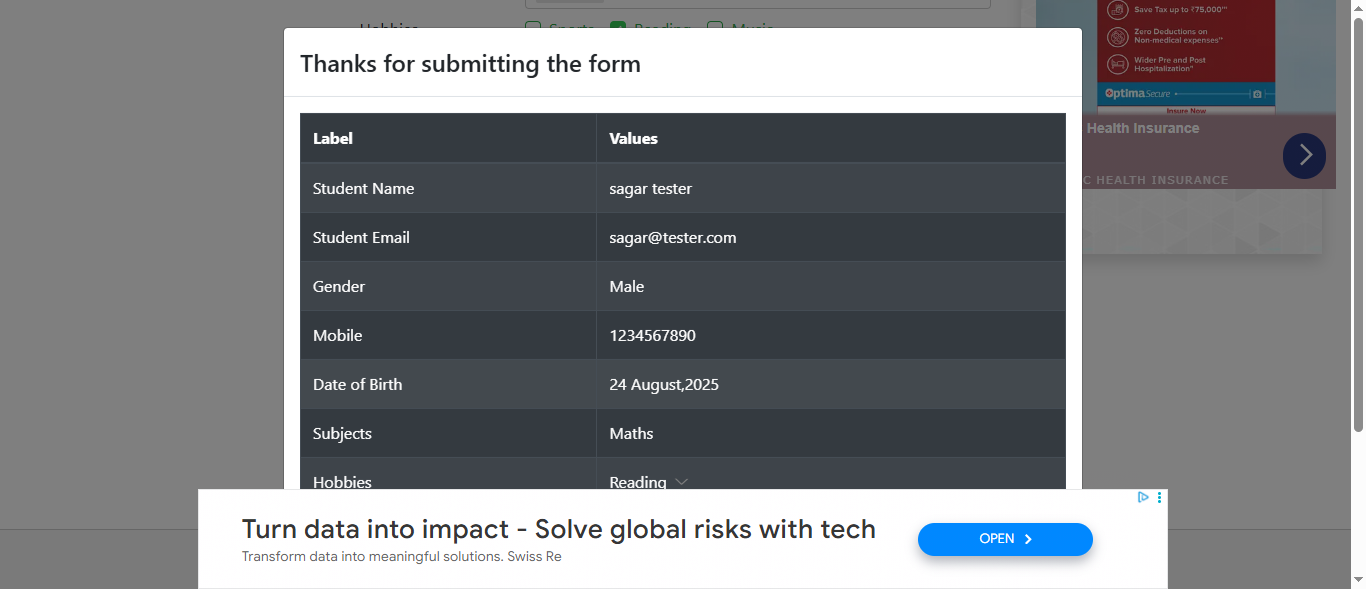 Hobbies Sports Reading Music
Thanks for submitting the form
Label Values
Student Name sagar tester
Student Email sagar@tester.com
Gender Male
Mobile 1234567890
Date of Birth 24 August,2025
Subjects Maths
Hobbies Reading
Save Tax up to ₹75,000
Zero Deductions on
Non-medical expenses
Wider Pre and Post
Hospitalization
Optima Secure
Insure Now
Health Insurance
C HEALTH INSURANCE
Turn data into impact - Solve global risks with tech
Transform data into meaningful solutions. Swiss Re
OPEN